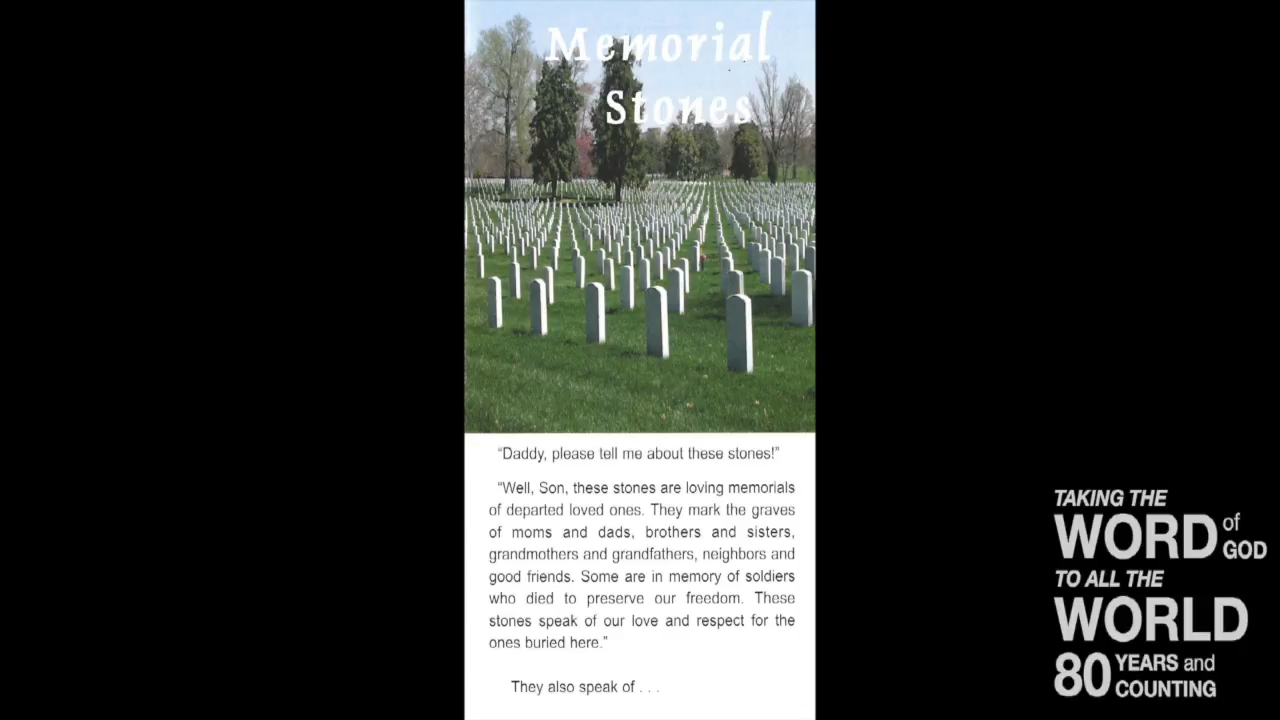 Memorial
Stones
“Daddy, please tell me about these stones!”
“Well, Son, these stones are loving memorials
of departed loved ones. They mark the graves
of moms and dads, brothers and sisters,
grandmothers and grandfathers, neighbors and
good friends. Some are in memory of soldiers
who died to preserve our freedom. These
stones speak of our love and respect for the
ones buried here.”
They also speak of . . .
TAKING THE
WORD of GOD
TO ALL THE
WORLD
80 YEARS and
COUNTING